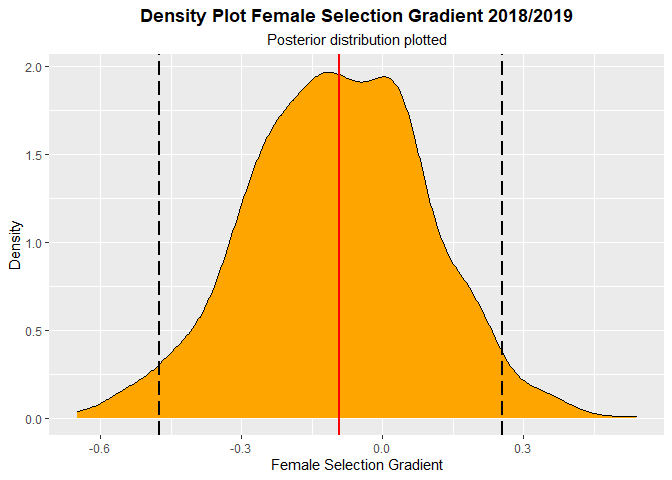 Density Plot Female Selection Gradient 2018/2019
Posterior distribution plotted
2.0
1.5
1.0
0.5
0.0
Density
-0.6 -0.3 0.0 0.3
Female Selection Gradient